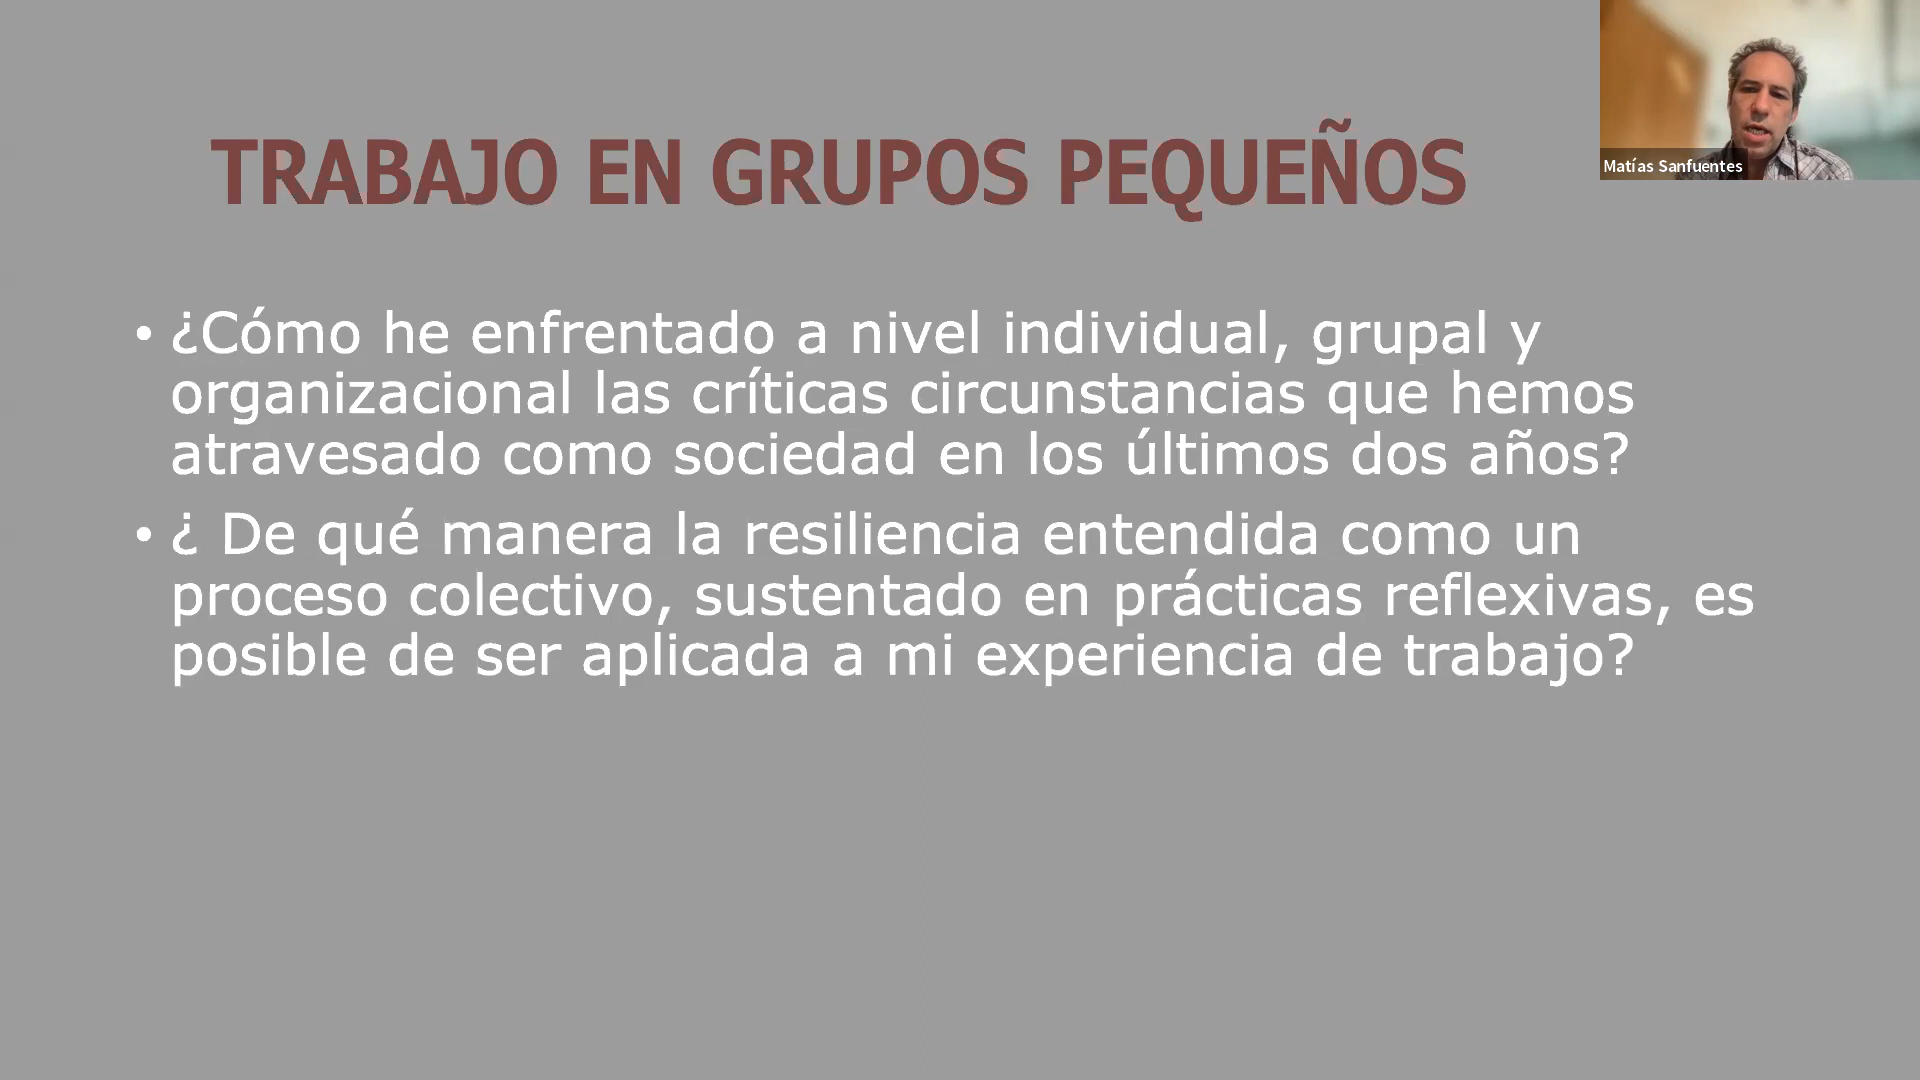 TRABAJO EN GRUPOS PEQUEÑOS
Matías Sanfuentes
• ¿Cómo he enfrentado a nivel individual, grupal y
organizacional las críticas circunstancias que hemos
atravesado como sociedad en los últimos dos años?
• ¿ De qué manera la resiliencia entendida como un
proceso colectivo, sustentado en prácticas reflexivas, es
posible de ser aplicada a mi experiencia de trabajo?